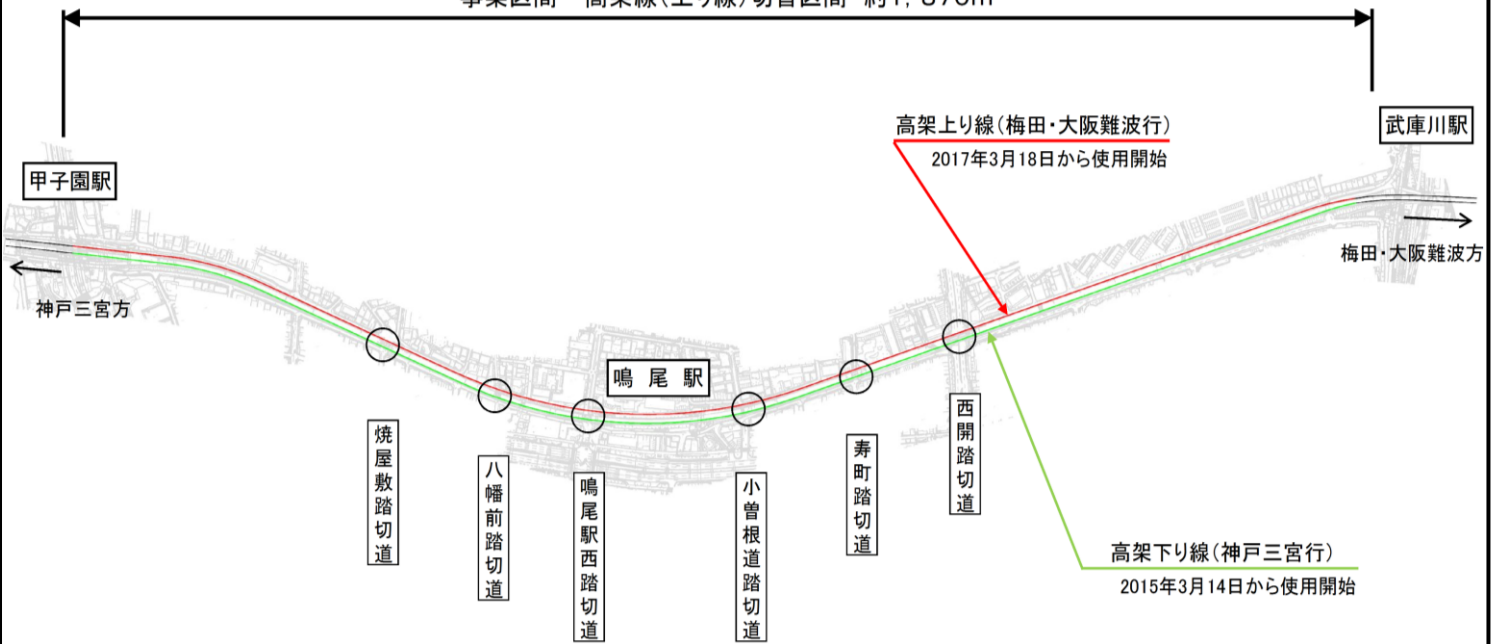 甲子園駅
神戸三宮方
高架上り線(梅田・大阪難波行)
2017年3月18日から使用開始
武庫川駅
梅田・大阪難波方
鳴尾駅
焼屋敷踏切道
八幡前踏切道
鳴尾駅西踏切道
小曽根道踏切道
寿町踏切道
西開踏切道
高架下り線(神戸三宮行)
2015年3月14日から使用開始